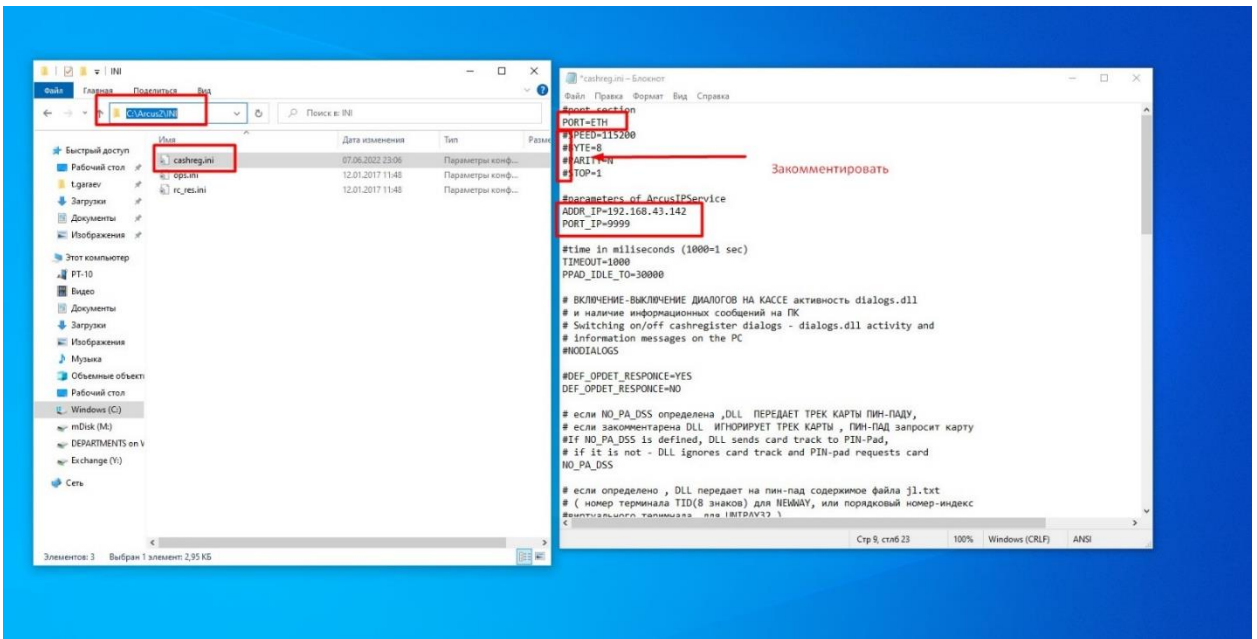 INI
Файл Главная Поделиться Вид
C:\Arcus2\INI
Поиск в: INI
Имя Дата изменения Тип Разме
cashreg.ini 07.06.2022 23:06 Параметры конф...
ops.ini 12.01.2017 11:48 Параметры конф...
rc_res.ini 12.01.2017 11:48 Параметры конф...
Быстрый доступ
Рабочий стол
t.garaev
Загрузки
Документы
Изображения
Этот компьютер
PT-10
Видео
Документы
Загрузки
Изображения
Музыка
Объемные объект
Рабочий стол
Windows (C:)
mDisk (M:)
DEPARTMENTS on V
Exchange (Y:)
Сеть
Элементов: 3 Выбран 1 элемент: 2,95 КБ
*cashreg.ini – Блокнот
Файл Правка Формат Вид Справка
#port section
PORT=ETH
#SPEED=115200
#BYTE=8
#PARITY=N
#STOP=1
Закомментировать
#parameters of ArcusIPService
ADDR_IP=192.168.43.142
PORT_IP=9999
#time in miliseconds (1000=1 sec)
TIMEOUT=1000
PPAD_IDLE_TO=30000
# ВКЛЮЧЕНИЕ-ВЫКЛЮЧЕНИЕ ДИАЛОГОВ НА КАССЕ активность dialogs.dll
# и наличие информационных сообщений на ПК
# Switching on/off cashregister dialogs - dialogs.dll activity and
# information messages on the PC
#NODIALOGS
#DEF_OPDET_RESPONCE=YES
DEF_OPDET_RESPONCE=NO
# если NO_PA_DSS определена ,DLL ПЕРЕДАЕТ ТРЕК КАРТЫ ПИН-ПАДУ,
# если закомментарена DLL ИГНОРИРУЕТ ТРЕК КАРТЫ , ПИН-ПАД запросит карту
#If NO_PA_DSS is defined, DLL sends card track to PIN-Pad,
# if it is not - DLL ignores card track and PIN-pad requests card
NO_PA_DSS
# если определено , DLL передает на пин-пад содержимое файла jl.txt
# ( номер терминала TID(8 знаков) для NEWWAY, или порядковый номер-индекс
#виртуального терминала для UNIPAY32 )
Стр 9, стлб 23 100% Windows (CRLF) ANSI